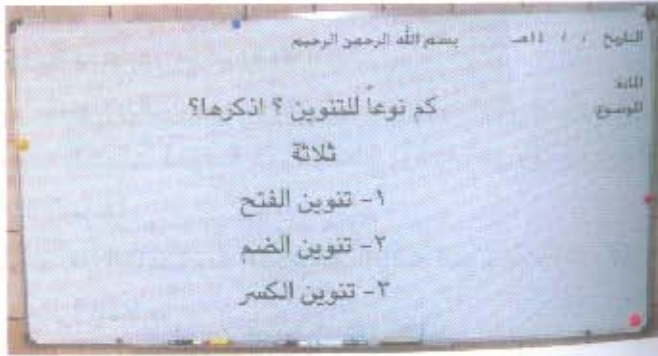 التاريخ / / ١٤هـ بسم الله الرحمن الرحيم
المادة
الموضوع
كم نوعاً للتنوين ؟ اذكرها؟
ثلاثة
١- تنوين الفتح
٢- تنوين الضم
٣- تنوين الكسر